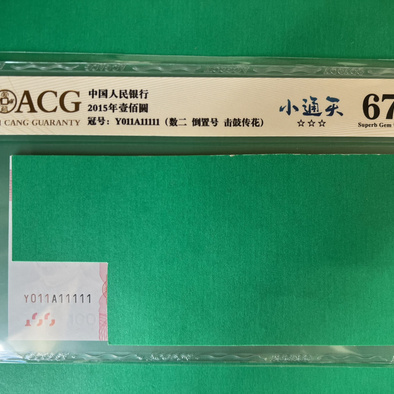 ACG
CANG GUARANTY
中国人民银行
2015年壹佰圆
冠号：Y011A11111（数二 倒置号 击鼓传花）
小通天
☆☆☆
67
Superb Gem
Y011A11111
100